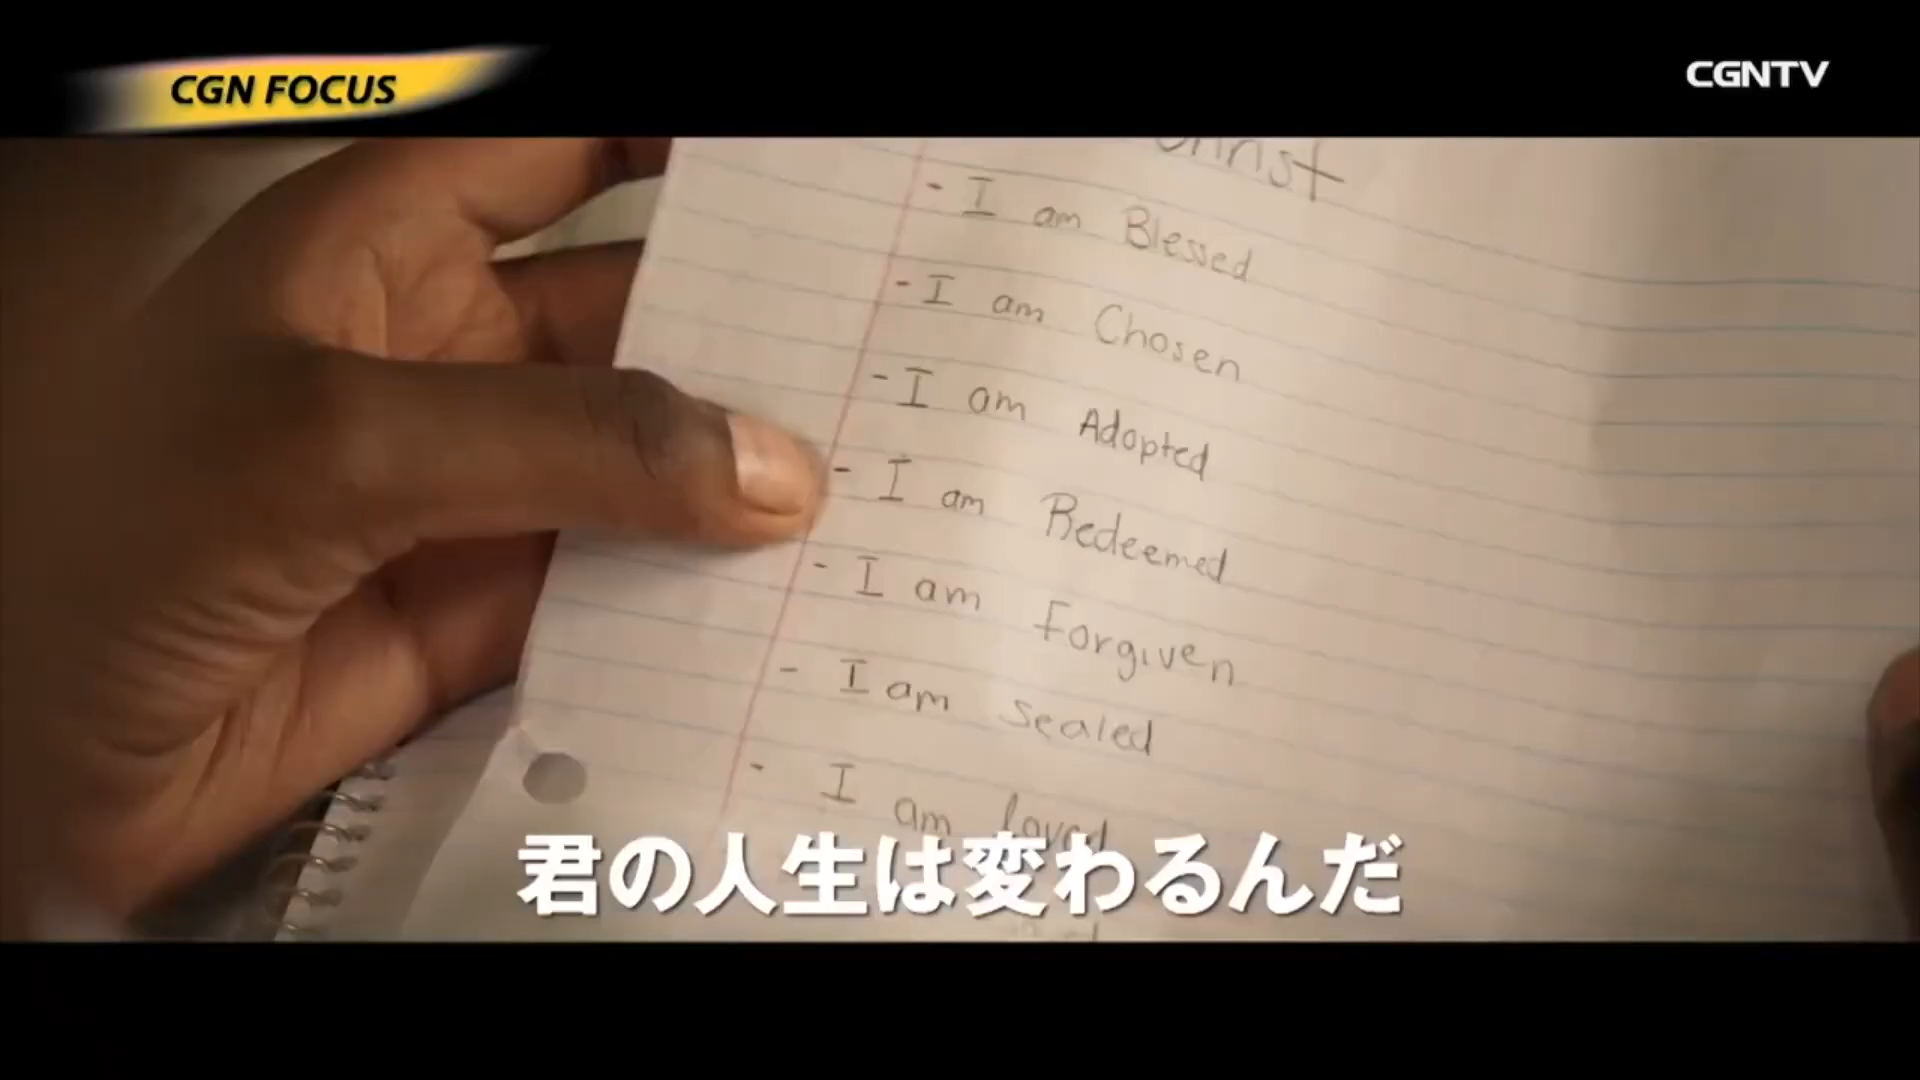 CGN FOCUS
CGNTV
Christ
- I am Blessed
- I am Chosen
- I am Adopted
- I am Redeemed
- I am Forgiven
- I am sealed
- I am loved
君の人生は変わるんだ